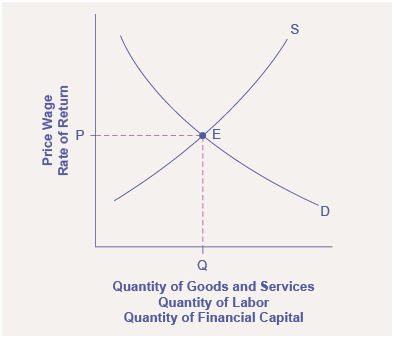 S
Price Wage
Rate of Return
P
E
D
Q
Quantity of Goods and Services
Quantity of Labor
Quantity of Financial Capital